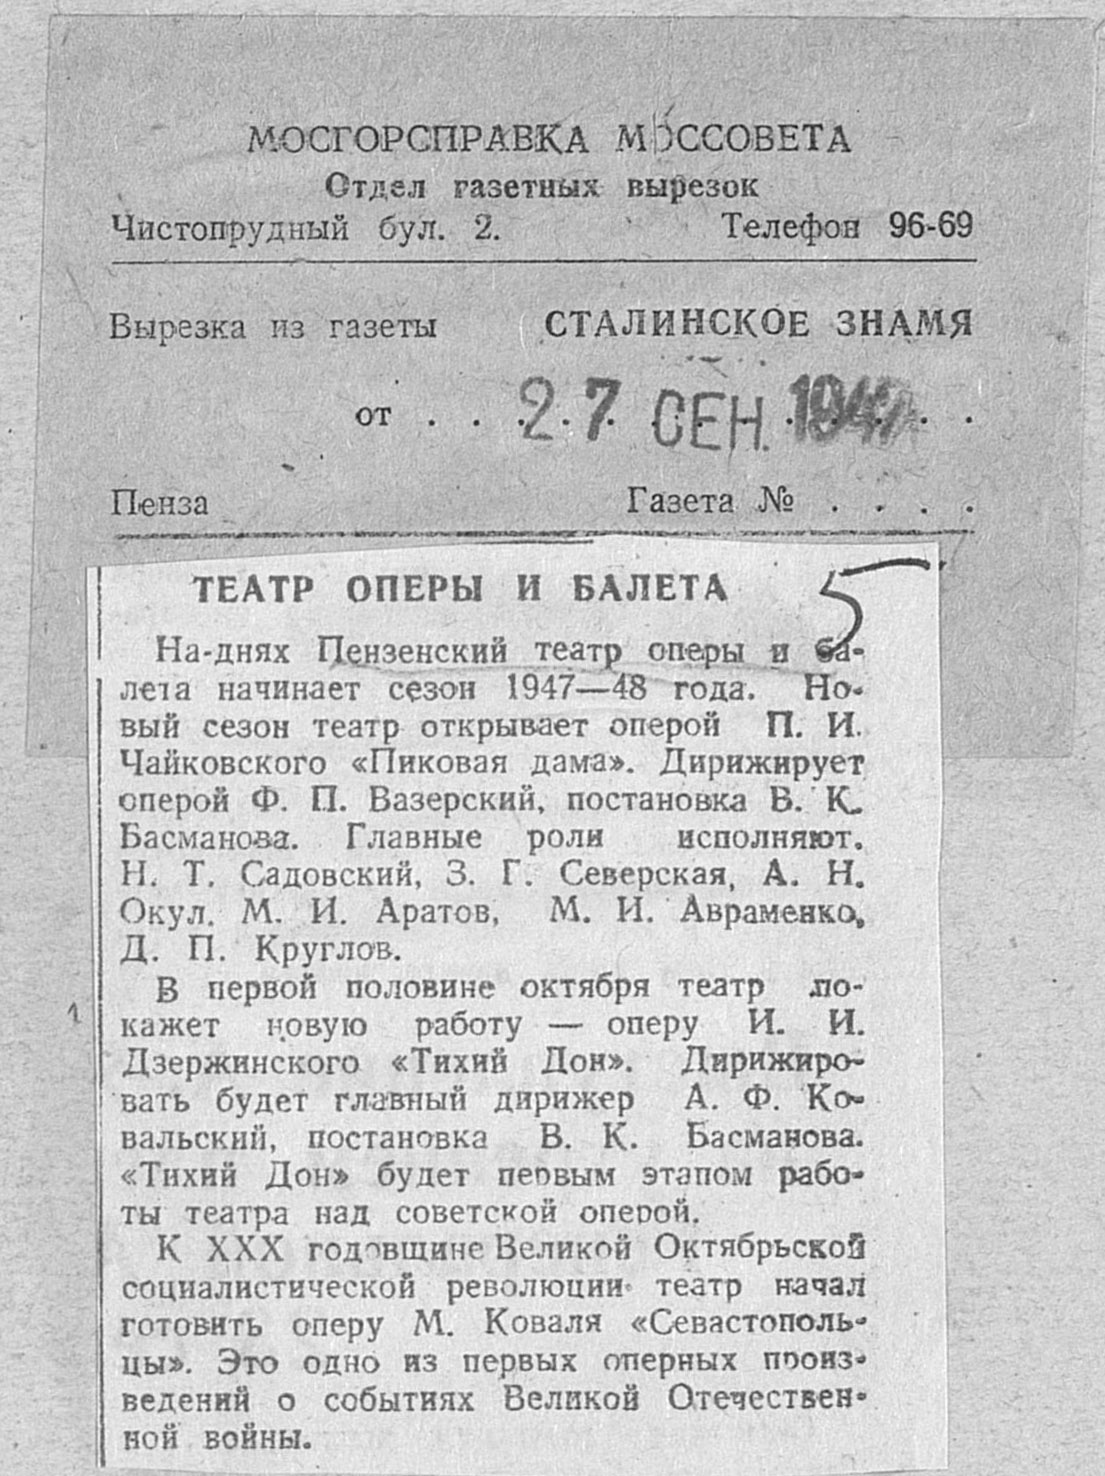 МОСГОРСПРАВКА МОССОВЕТА
Отдел газетных вырезок
Чистопрудный бул. 2. Телефон 96-69
Вырезка из газеты СТАЛИНСКОЕ ЗНАМЯ
от . . 27 СЕН. 1947 . .
Пенза Газета № . . . .
ТЕАТР ОПЕРЫ И БАЛЕТА 5
На-днях Пензенский театр оперы и ба-
лета начинает сезон 1947—48 года. Но-
вый сезон театр открывает оперой П. И.
Чайковского «Пиковая дама». Дирижирует
оперой Ф. П. Вазерский, постановка В. К.
Басманова. Главные роли исполняют.
Н. Т. Садовский, З. Г. Северская, А. Н.
Окул. М. И. Аратов, М. И. Авраменко,
Д. П. Круглов.
В первой половине октября театр по-
1
кажет новую работу — оперу И. И.
Дзержинского «Тихий Дон». Дирижиро-
вать будет главный дирижер А. Ф. Ко-
вальский, постановка В. К. Басманова.
«Тихий Дон» будет первым этапом рабо-
ты театра над советской оперой.
К XXX годовщине Великой Октябрьской
социалистической революции театр начал
готовить оперу М. Коваля «Севастополь-
цы». Это одно из первых оперных произ-
ведений о событиях Великой Отечествен-
ной войны.